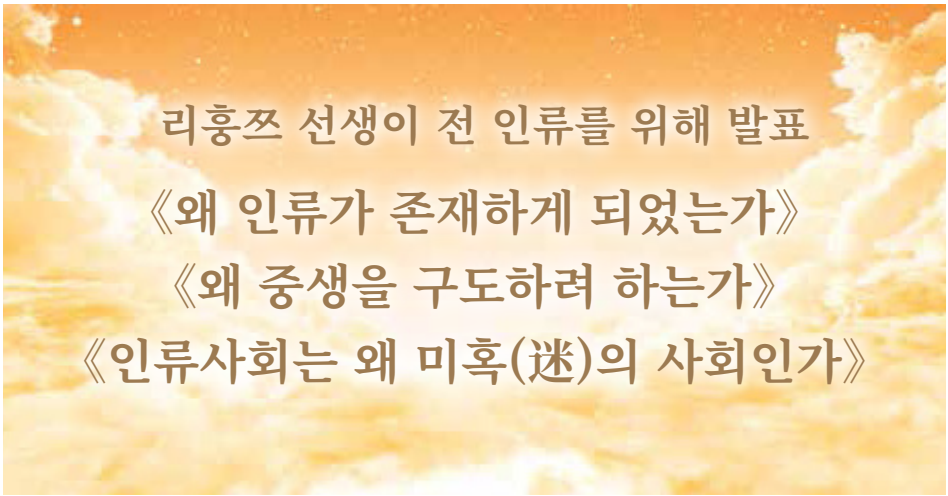 리훙쯔 선생이 전 인류를 위해 발표
《왜 인류가 존재하게 되었는가》
《왜 중생을 구도하려 하는가》
《인류사회는 왜 미혹(迷)의 사회인가》